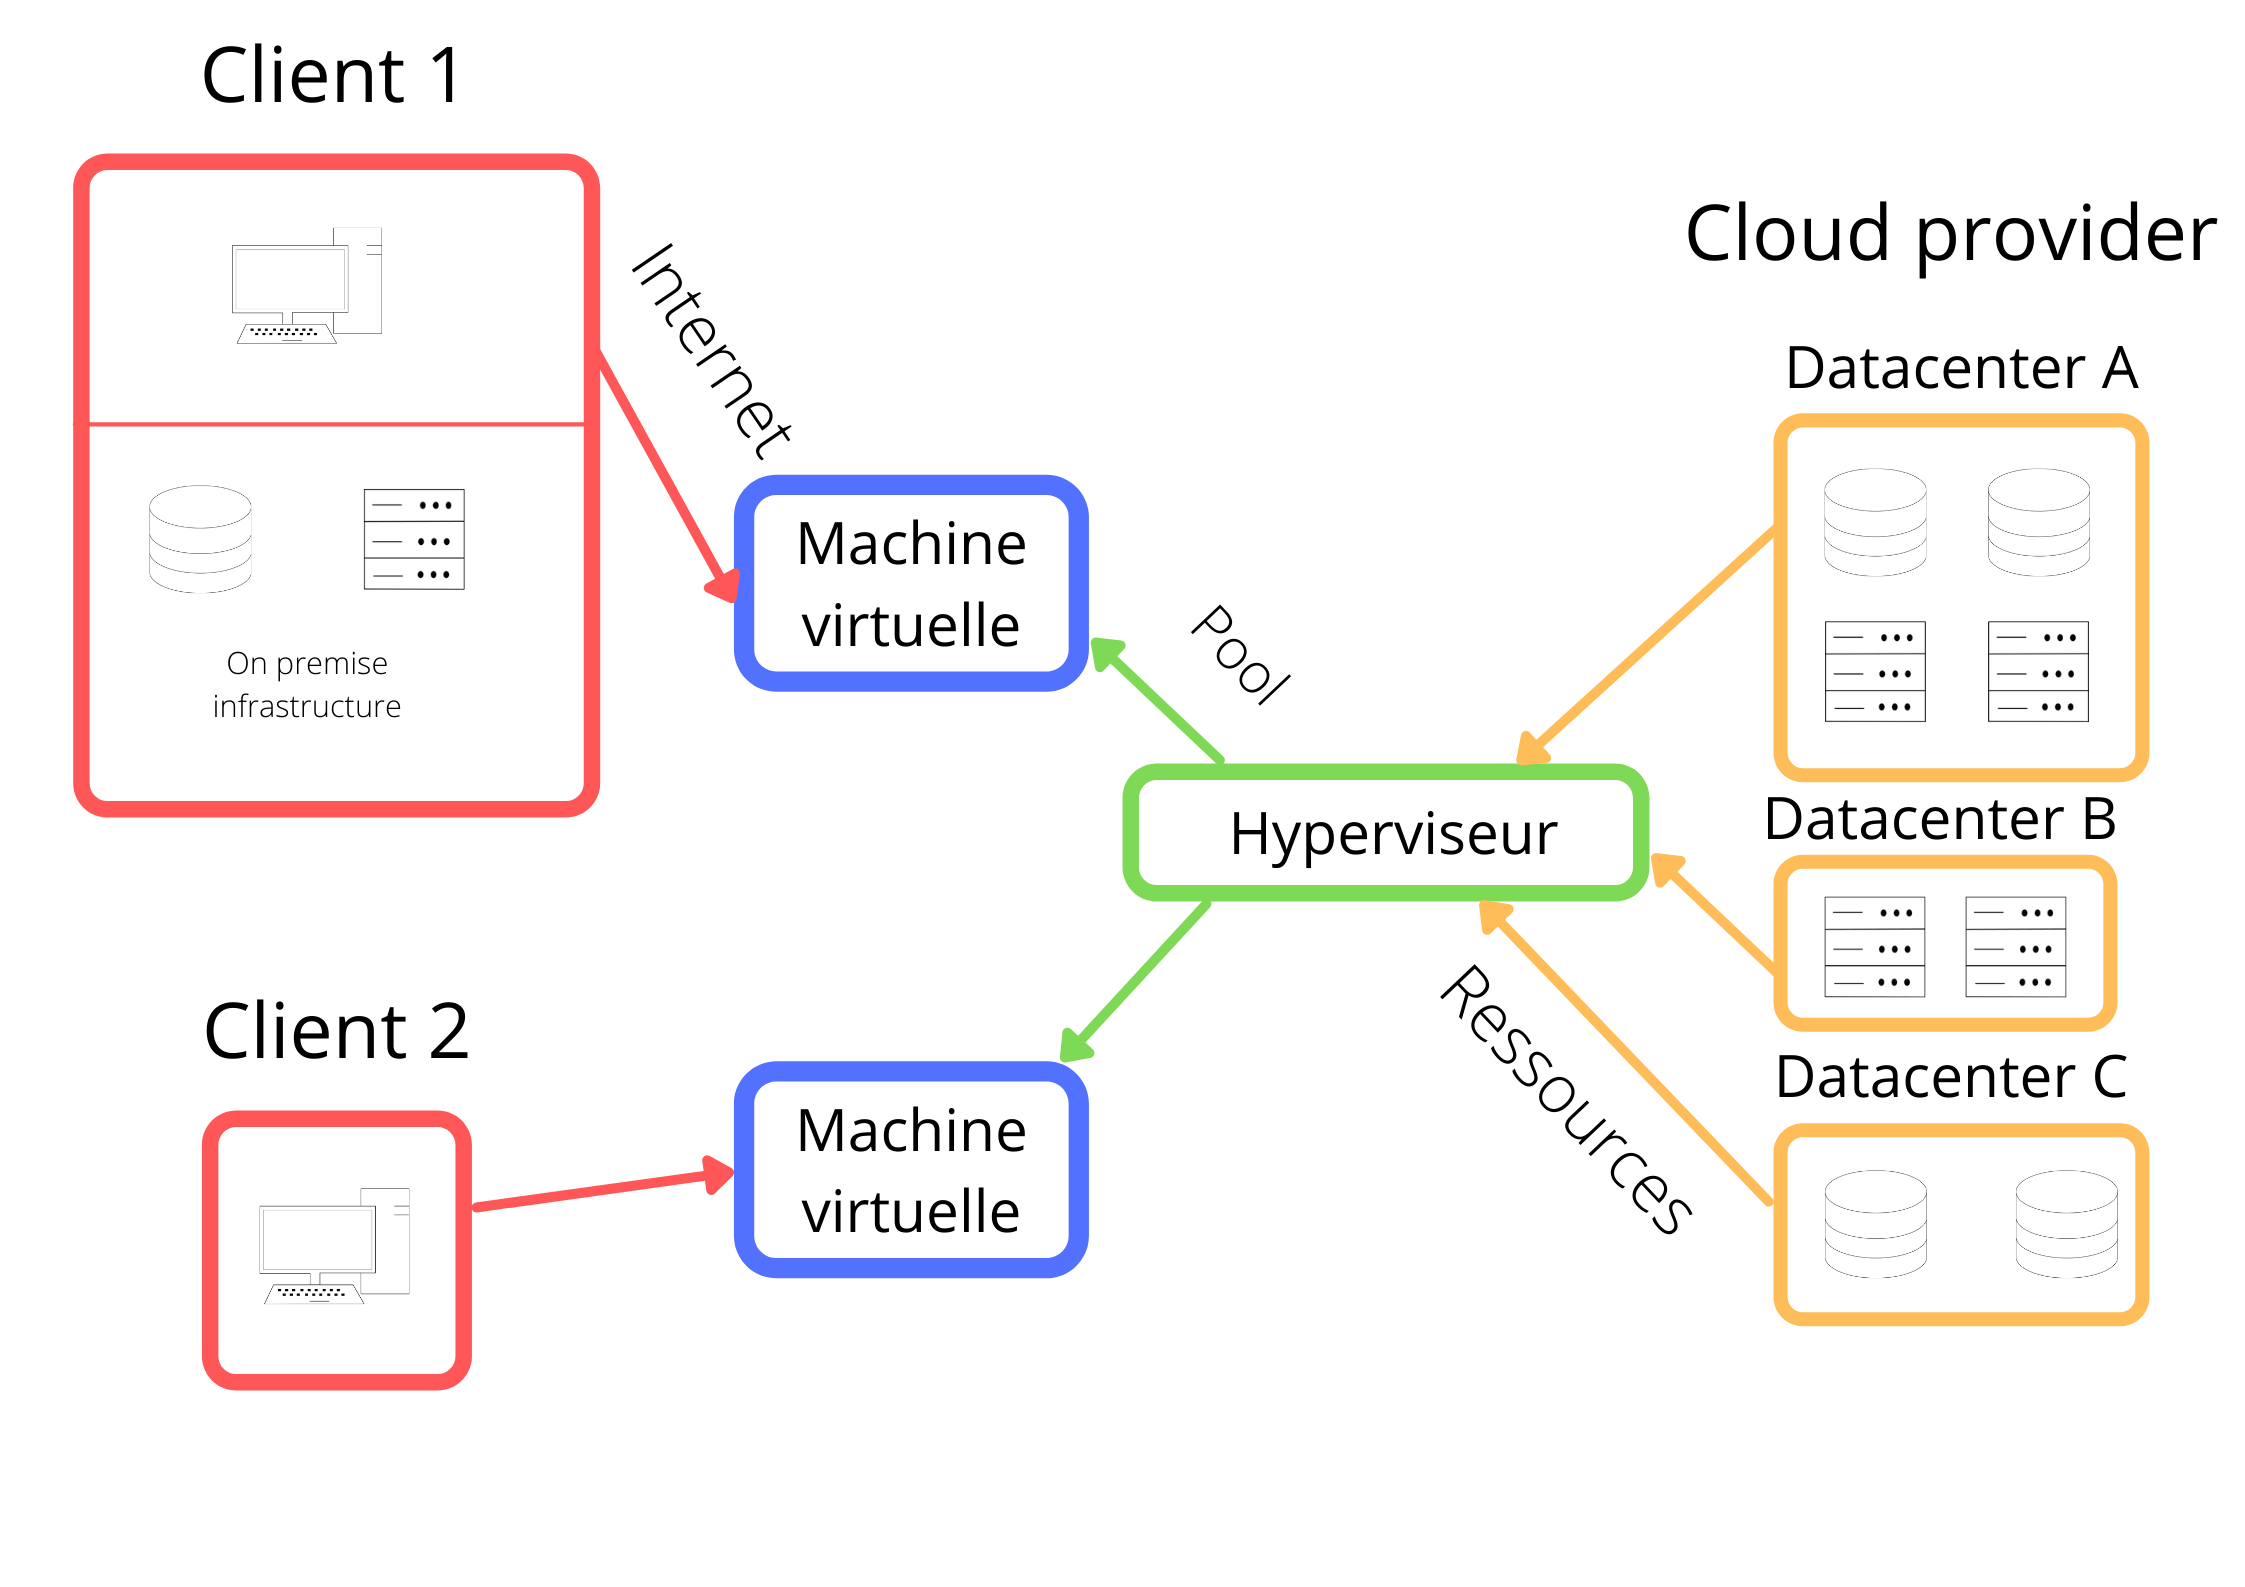 Client 1
Internet
On premise
infrastructure
Machine
virtuelle
Pool
Cloud provider
Datacenter A
Datacenter B
Hyperviseur
Ressources
Datacenter C
Client 2
Machine
virtuelle